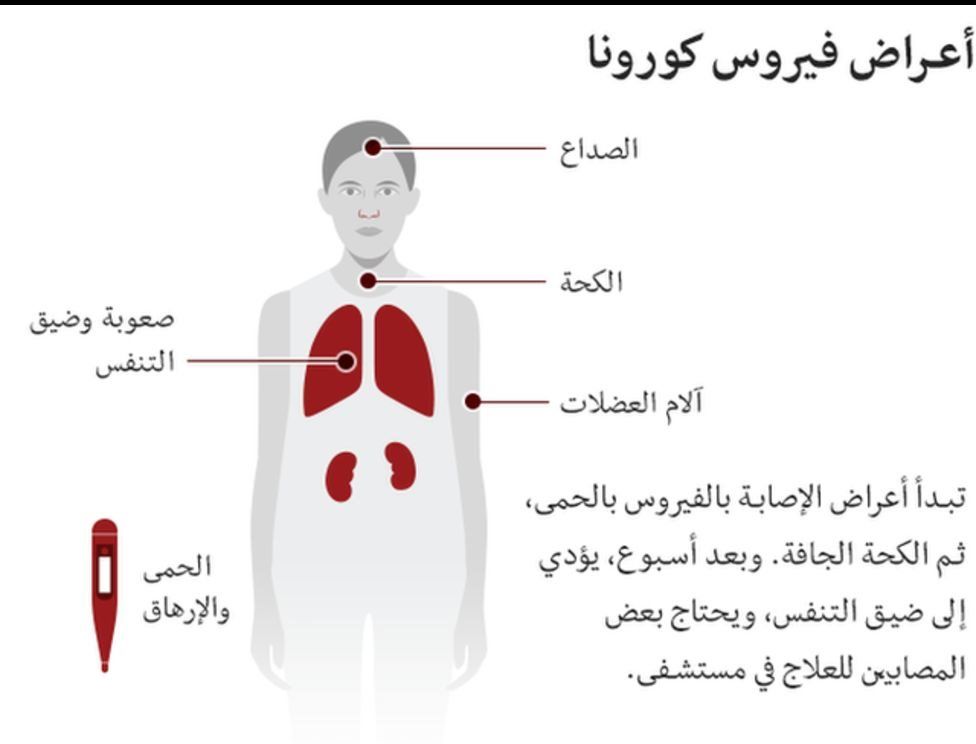 أعراض فيروس كورونا
الصداع
الكحة
صعوبة وضيق
التنفس
آلام العضلات
تبدأ أعراض الإصابة بالفيروس بالحمى،
ثم الكحة الجافة. وبعد أسبوع، يؤدي
إلى ضيق التنفس، ويحتاج بعض
المصابين للعلاج في مستشفى.
الحمى
والإرهاق